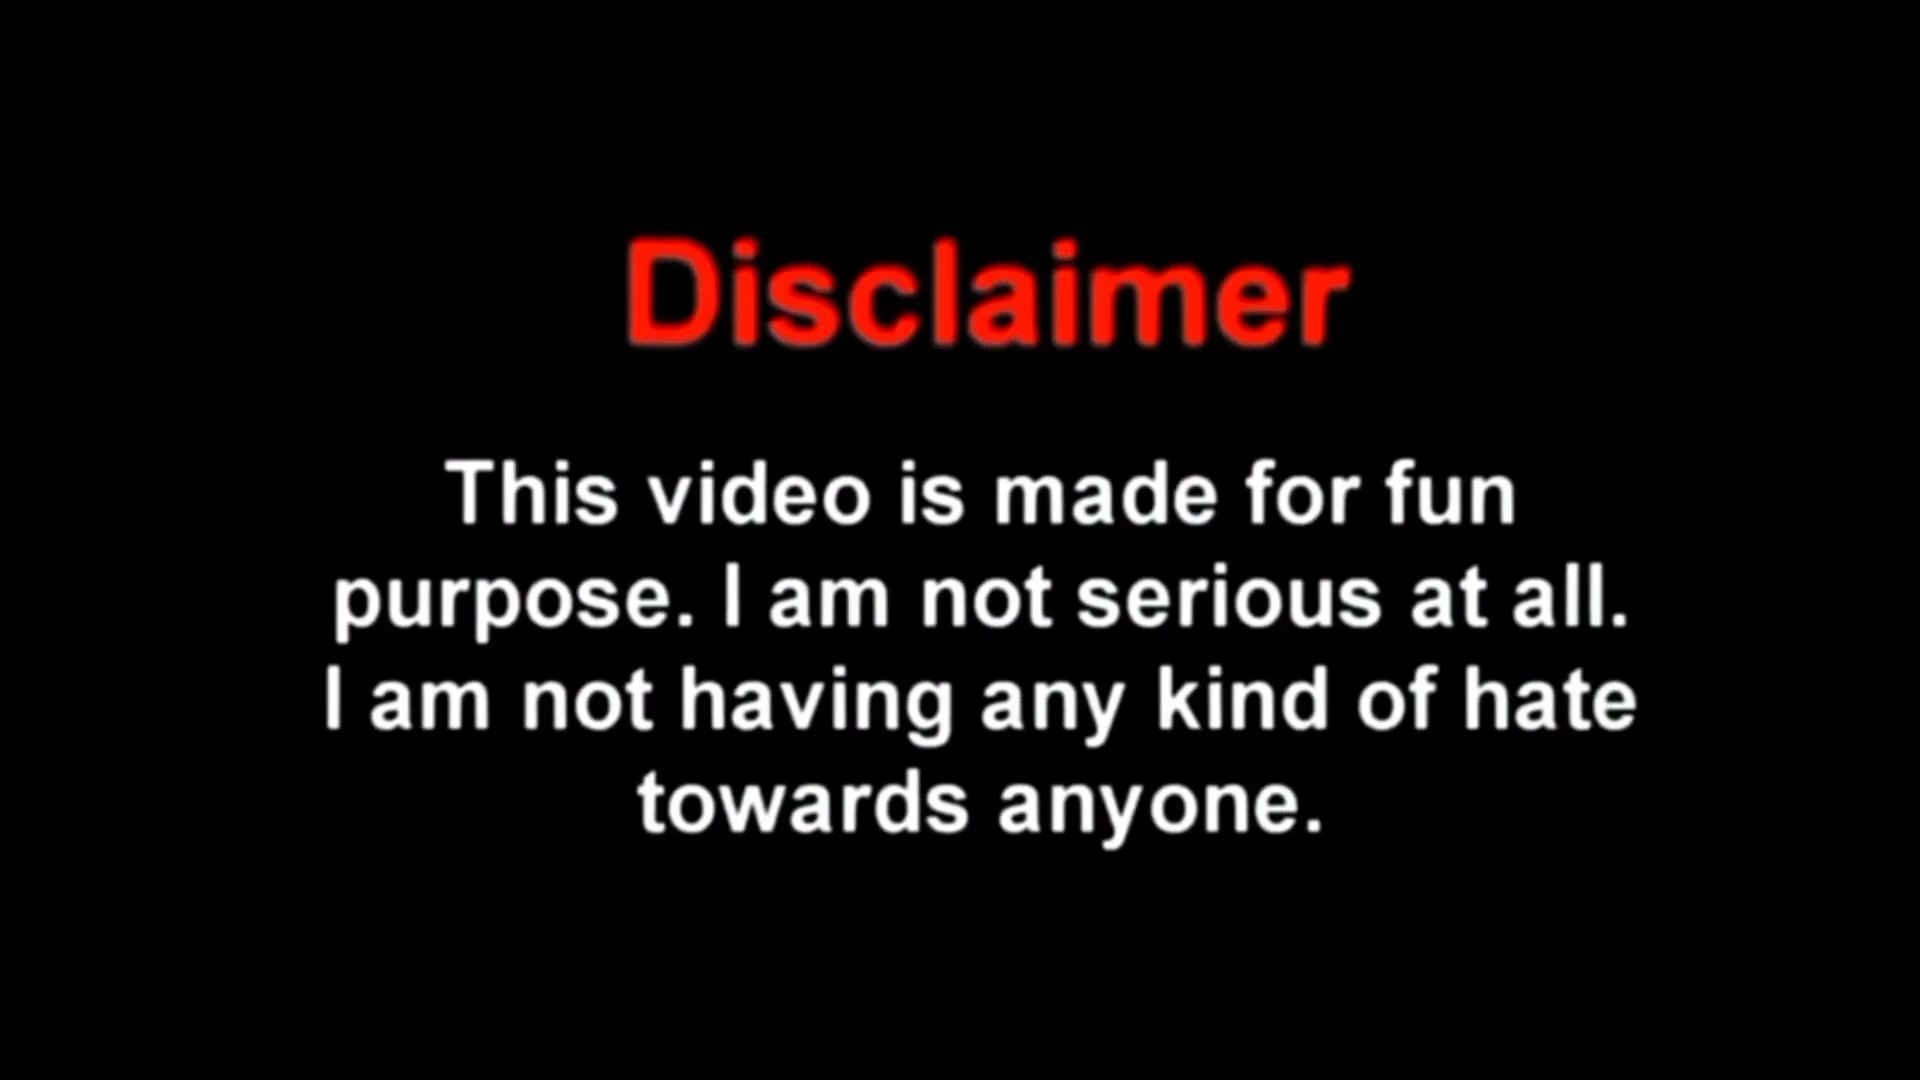 Disclaimer
This video is made for fun
purpose. I am not serious at all.
I am not having any kind of hate
towards anyone.